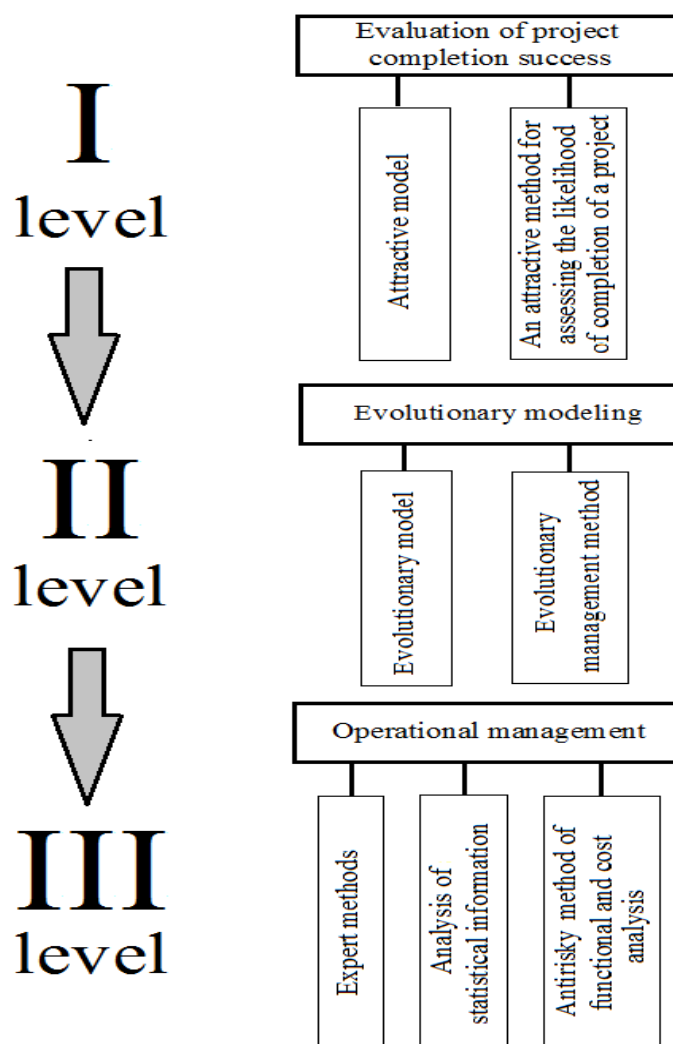 I
level
Evaluation of project
completion success
Attractive model
An attractive method for
assessing the likelihood
of completion of a project
II
level
Evolutionary modeling
Evolutionary model
Evolutionary
management method
III
level
Operational management
Expert methods
Analysis of
statistical information
Antirisky method of
functional and cost
analysis